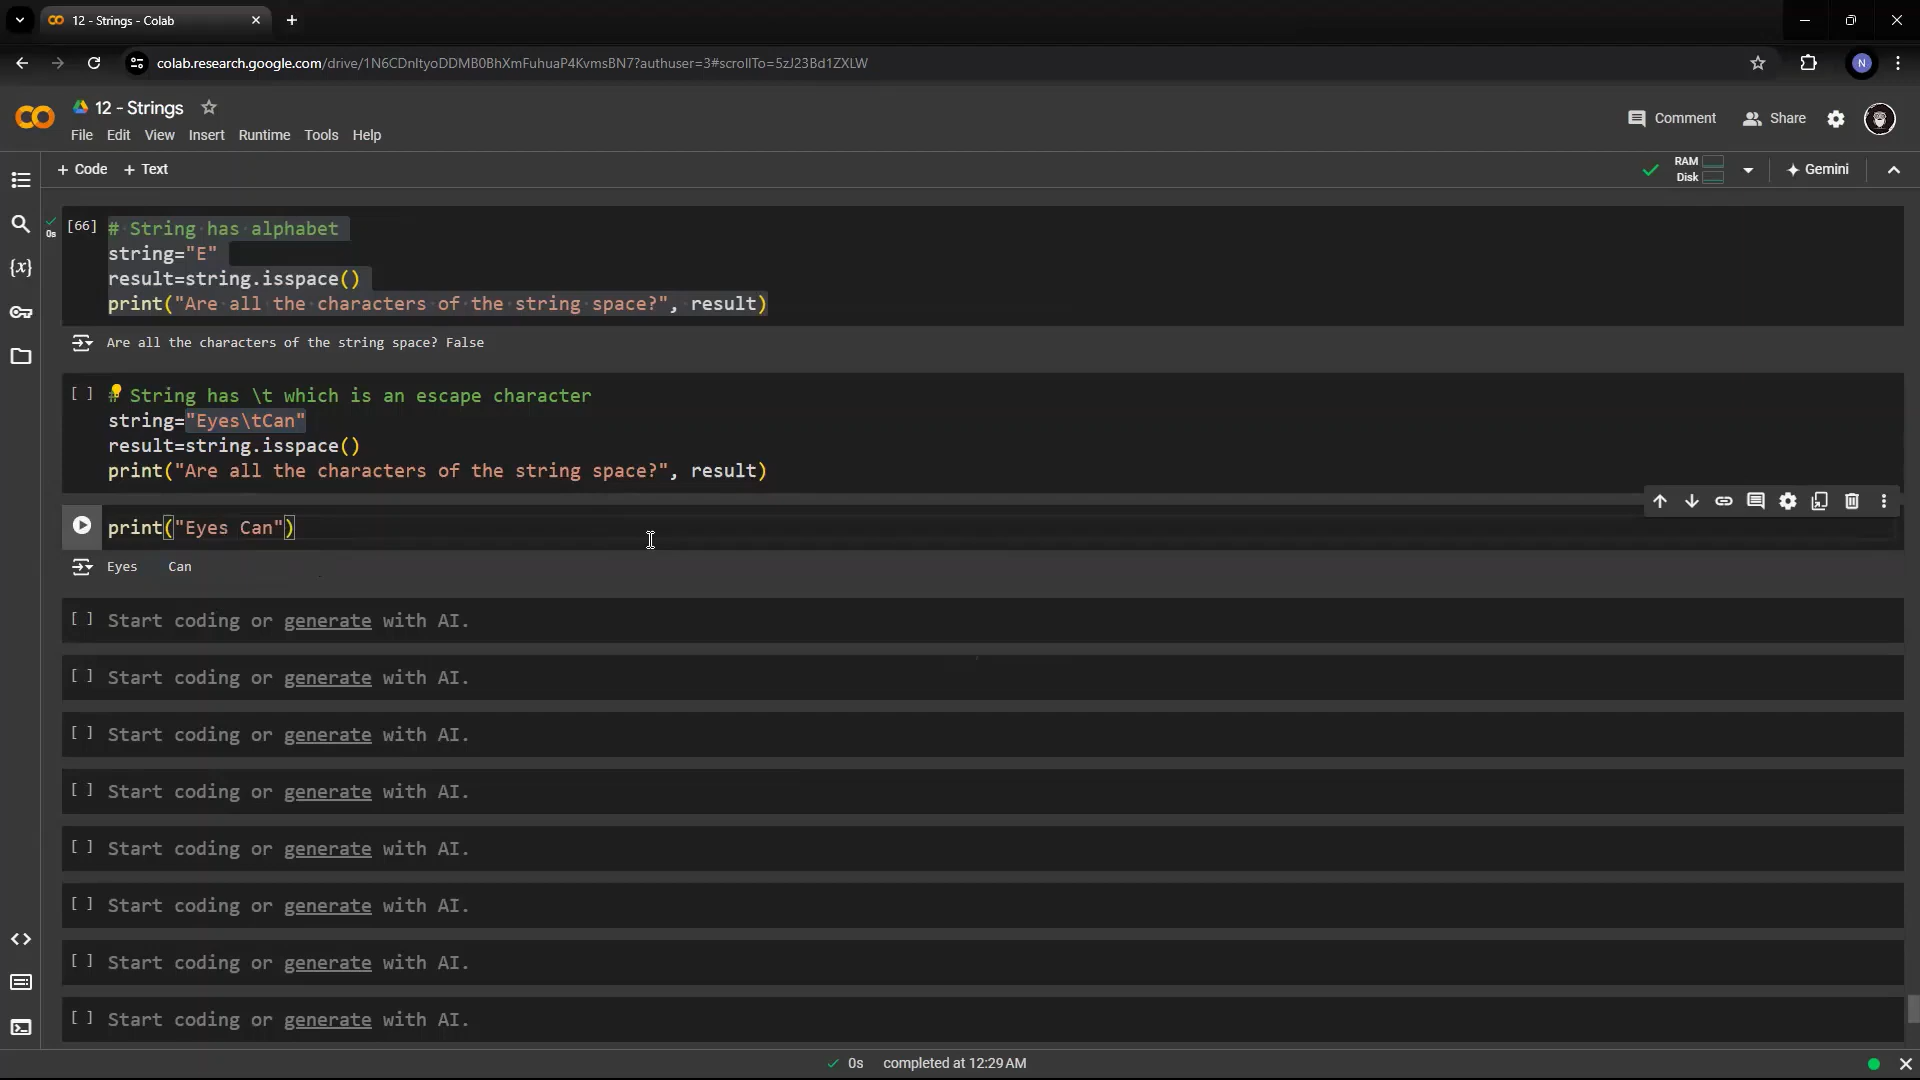 12 - Strings - Colab
colab.research.google.com/drive/1N6CDnItyoDDMB0BhXmFuhuaP4KvmsBN7?authuser=3#scrollTo=5zJ23Bd1ZXLW
N
12 - Strings
Comment
Share
File Edit View Insert Runtime Tools Help
+ Code + Text
RAM
Disk
Gemini
0s
[66] # String has alphabet
string="E"
result=string.isspace()
print("Are all the characters of the string space?", result)
Are all the characters of the string space? False
[ ] # String has \t which is an escape character
string="Eyes\tCan"
result=string.isspace()
print("Are all the characters of the string space?", result)
print("Eyes Can")
Eyes    Can
[ ] Start coding or generate with AI.
[ ] Start coding or generate with AI.
[ ] Start coding or generate with AI.
[ ] Start coding or generate with AI.
[ ] Start coding or generate with AI.
[ ] Start coding or generate with AI.
[ ] Start coding or generate with AI.
[ ] Start coding or generate with AI.
0s completed at 12:29 AM